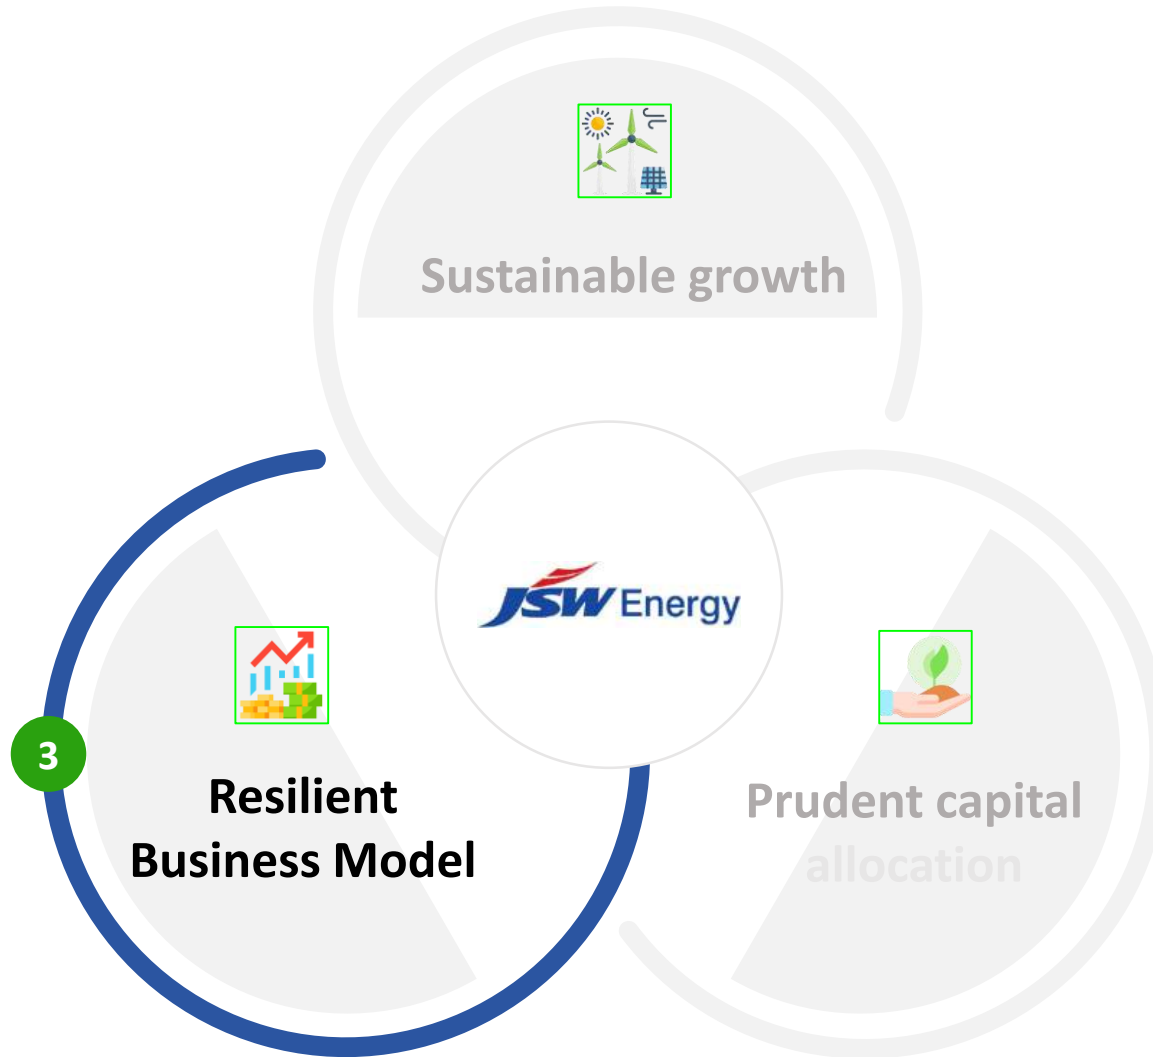 Sustainable growth
JSW Energy
3
Resilient
Business Model
Prudent capital
allocation